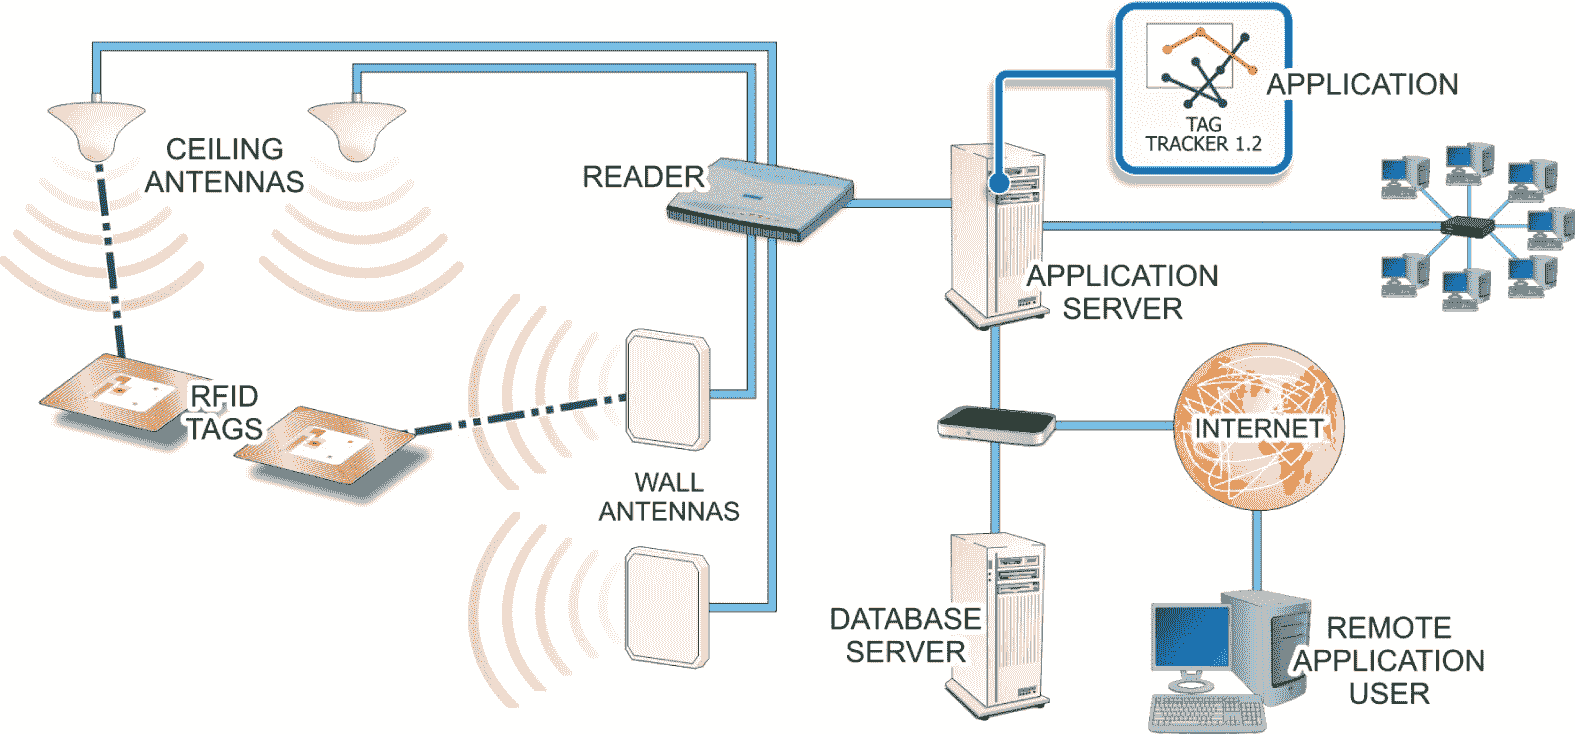 CEILING
ANTENNAS
READER
TAG
TRACKER 1.2
APPLICATION
APPLICATION
SERVER
RFID
TAGS
WALL
ANTENNAS
INTERNET
DATABASE
SERVER
REMOTE
APPLICATION
USER